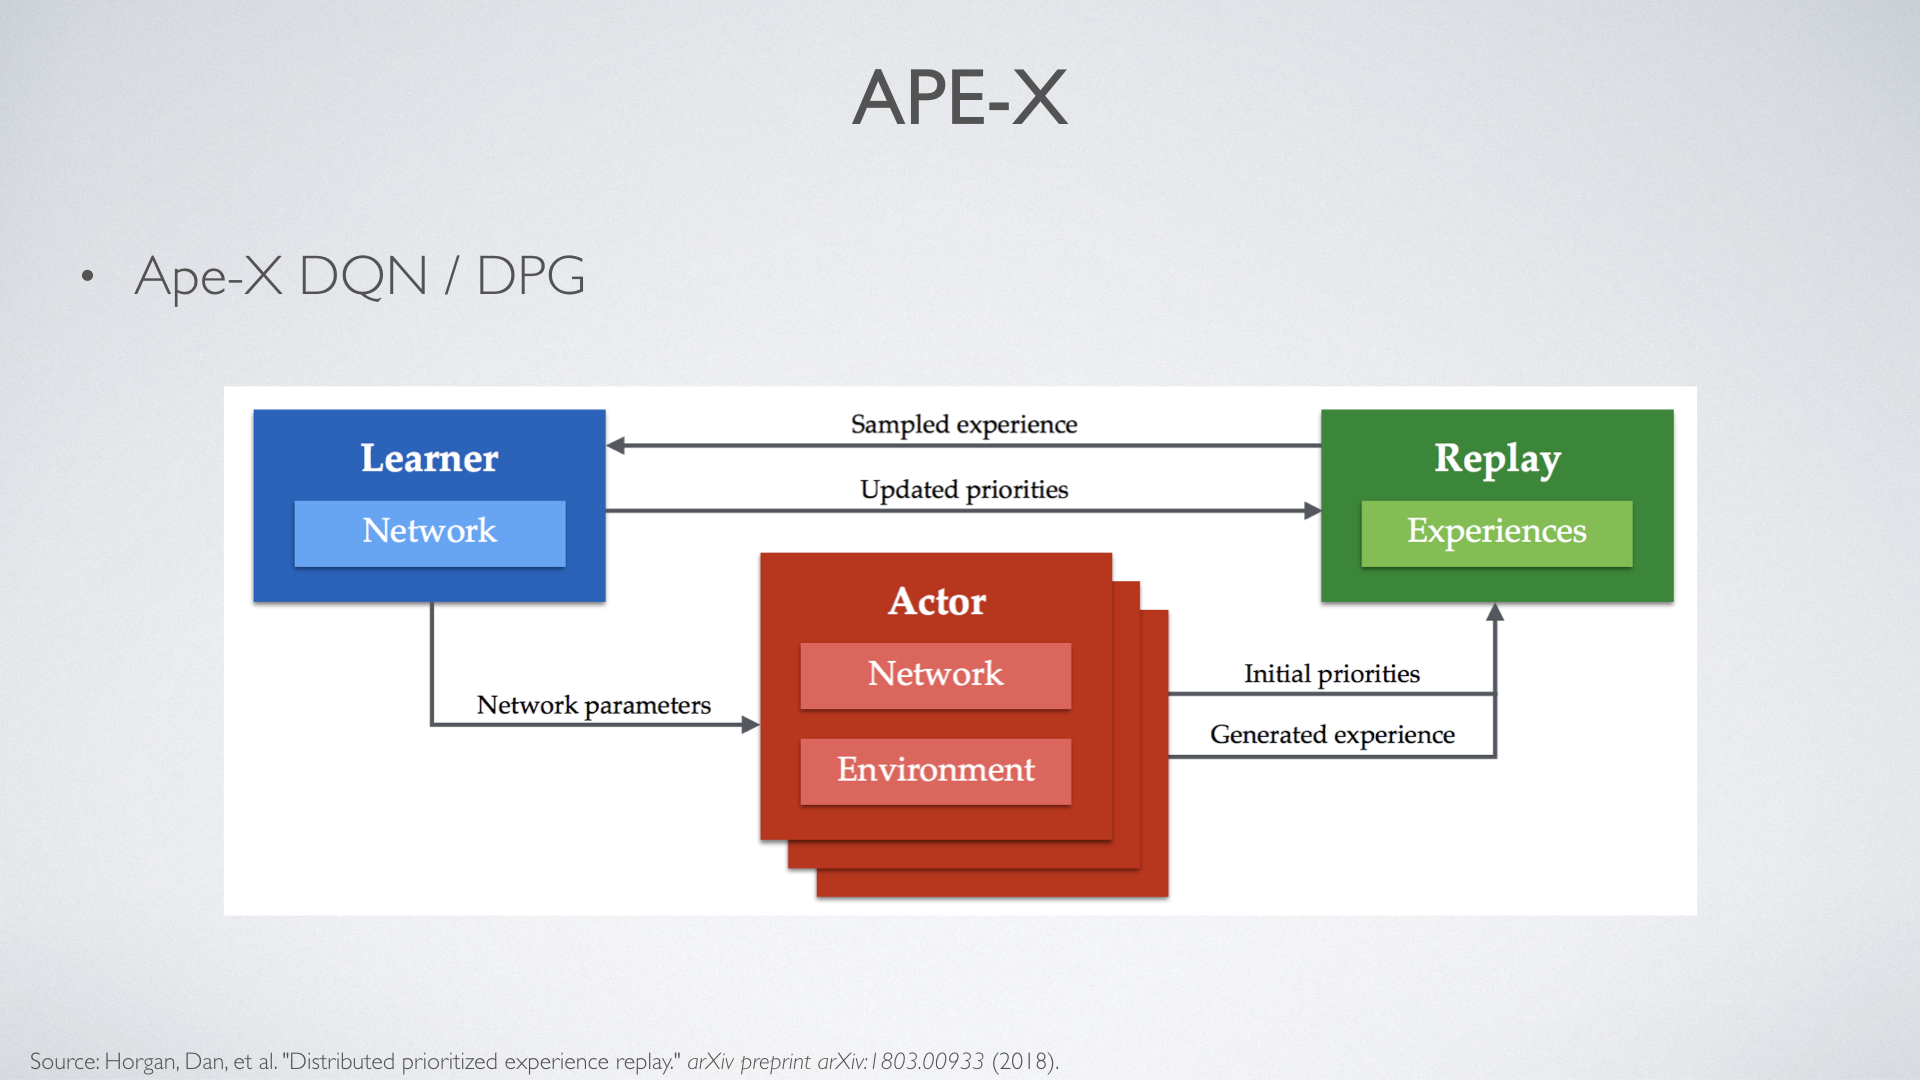 APE-X
• Ape-X DQN / DPG
Sampled experience
Learner
Replay
Updated priorities
Network
Experiences
Actor
Network
Initial priorities
Network parameters
Generated experience
Environment
Source: Horgan, Dan, et al. "Distributed prioritized experience replay." arXiv preprint arXiv:1803.00933 (2018).